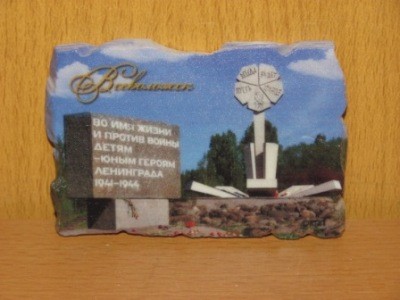 Всеволожск
ВО ИМЯ ЖИЗНИ
И ПРОТИВ ВОЙНЫ
ДЕТЯМ
-ЮНЫМ ГЕРОЯМ
ЛЕНИНГРАДА
1941-1944